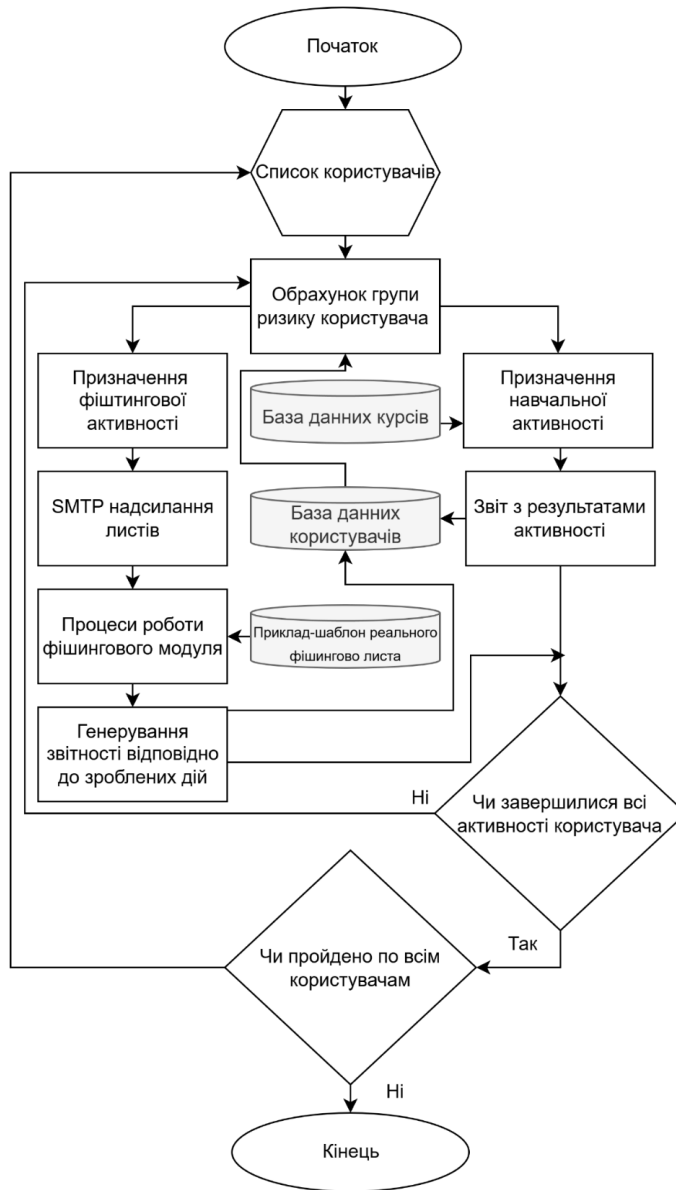 Початок
Список користувачів
Обрахунок групи
ризику користувача
Призначення
фіштингової
активності
База данних курсів
Призначення
навчальної
активності
SMTP надсилання
листів
База данних
користувачів
Звіт з результатами
активності
Процеси роботи
фішингового модуля
Приклад-шаблон реального
фішингово листа
Генерування
звітності відповідно
до зроблених дій
Ні
Чи завершилися всі
активності користувача
Так
Чи пройдено по всім
користувачам
Ні
Кінець